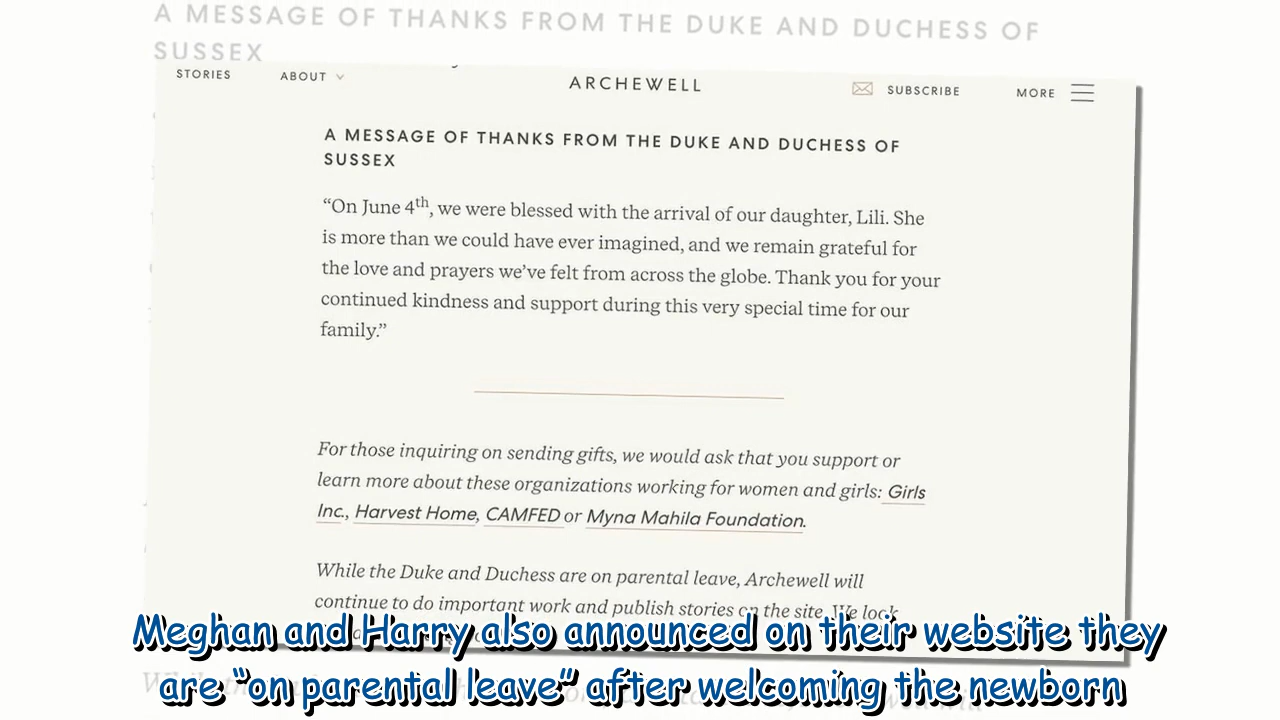 A MESSAGE OF THANKS FROM THE DUKE AND DUCHESS OF
SUSSEX
STORIES ABOUT ARCHEWELL SUBSCRIBE MORE
A MESSAGE OF THANKS FROM THE DUKE AND DUCHESS OF
SUSSEX
“On June 4th, we were blessed with the arrival of our daughter, Lili. She
is more than we could have ever imagined, and we remain grateful for
the love and prayers we’ve felt from across the globe. Thank you for your
continued kindness and support during this very special time for our
family.”
For those inquiring on sending gifts, we would ask that you support or
learn more about these organizations working for women and girls: Girls
Inc., Harvest Home, CAMFED or Myna Mahila Foundation.
While the Duke and Duchess are on parental leave, Archewell will
continue to do important work and publish stories on the site. We look
Meghan and Harry also announced on their website they
are “on parental leave” after welcoming the newborn